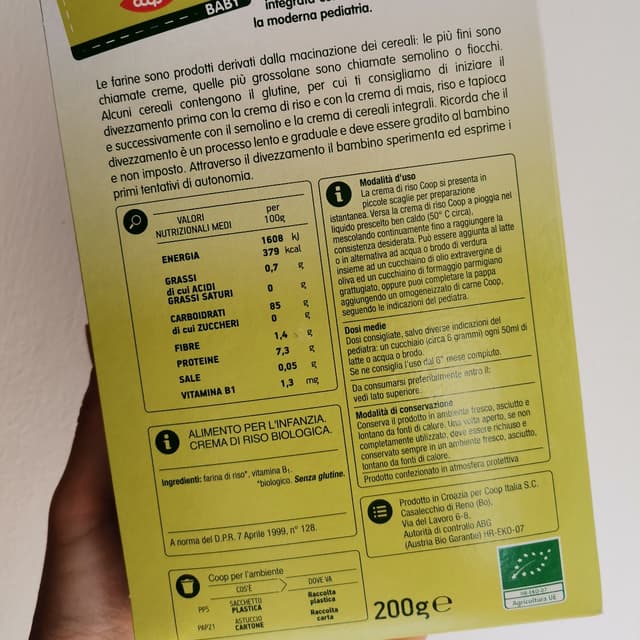 coop
BABY
integrata
la moderna pediatria.
Le farine sono prodotti derivati dalla macinazione dei cereali: le più fini sono
chiamate creme, quelle più grossolane sono chiamate semolino o fiocchi.
Alcuni cereali contengono il glutine, per cui ti consigliamo di iniziare il
divezzamento prima con la crema di riso e con la crema di mais, riso e tapioca
e successivamente con il semolino e la crema di cereali integrali. Ricorda che il
divezzamento è un processo lento e graduale e deve essere gradito al bambino
e non imposto. Attraverso il divezzamento il bambino sperimenta ed esprime i
primi tentativi di autonomia.
VALORI
NUTRIZIONALI MEDI
per
100g
ENERGIA
1608 kJ
379 kcal
GRASSI 0,7 g
di cui ACIDI
GRASSI SATURI 0 g
CARBOIDRATI 85 g
di cui ZUCCHERI 0 g
FIBRE 1,4 g
PROTEINE 7,3 g
SALE 0,05 g
VITAMINA B1 1,3 mg
ALIMENTO PER L'INFANZIA.
CREMA DI RISO BIOLOGICA.
Ingredienti: farina di riso*, vitamina B1.
*biologico. Senza glutine.
A norma del D.P.R. 7 Aprile 1999, n° 128.
Coop per l'ambiente
COS'È
DOVE VA
PP5
SACCHETTO
PLASTICA
Raccolta
plastica
PAP21
ASTUCCIO
CARTONE
Raccolta
carta
Modalità d'uso
La crema di riso Coop si presenta in
piccole scaglie per preparazione
istantanea. Versa la crema di riso Coop a pioggia nel
liquido prescelto ben caldo (50° C circa),
mescolando continuamente fino a raggiungere la
consistenza desiderata. Può essere aggiunta al latte
o in alternativa ad acqua o brodo di verdura
insieme ad un cucchiaino di olio extravergine di
oliva ed un cucchiaino di formaggio parmigiano
grattugiato, oppure puoi completare la pappa
aggiungendo un omogeneizzato di carne Coop,
seguendo le indicazioni del pediatra.
Dosi medie
Dosi consigliate, salvo diverse indicazioni del
pediatra: un cucchiaio (circa 6 grammi) ogni 50ml di
latte o acqua o brodo.
Se ne consiglia l'uso dal 6° mese compiuto.
Da consumarsi preferibilmente entro il:
vedi lato superiore.
Modalità di conservazione
Conserva il prodotto in ambiente fresco, asciutto e
lontano da fonti di calore. Una volta aperto, se non
completamente utilizzato, deve essere richiuso e
conservato sempre in un ambiente fresco, asciutto,
lontano da fonti di calore.
Prodotto confezionato in atmosfera protettiva
Prodotto in Croazia per Coop Italia S.C.
Casalecchio di Reno (Bo),
Via del Lavoro 6-8.
Autorità di controllo ABG
(Austria Bio Garantie) HR-EKO-07
200g e
HR-EKO-07
Agricoltura UE